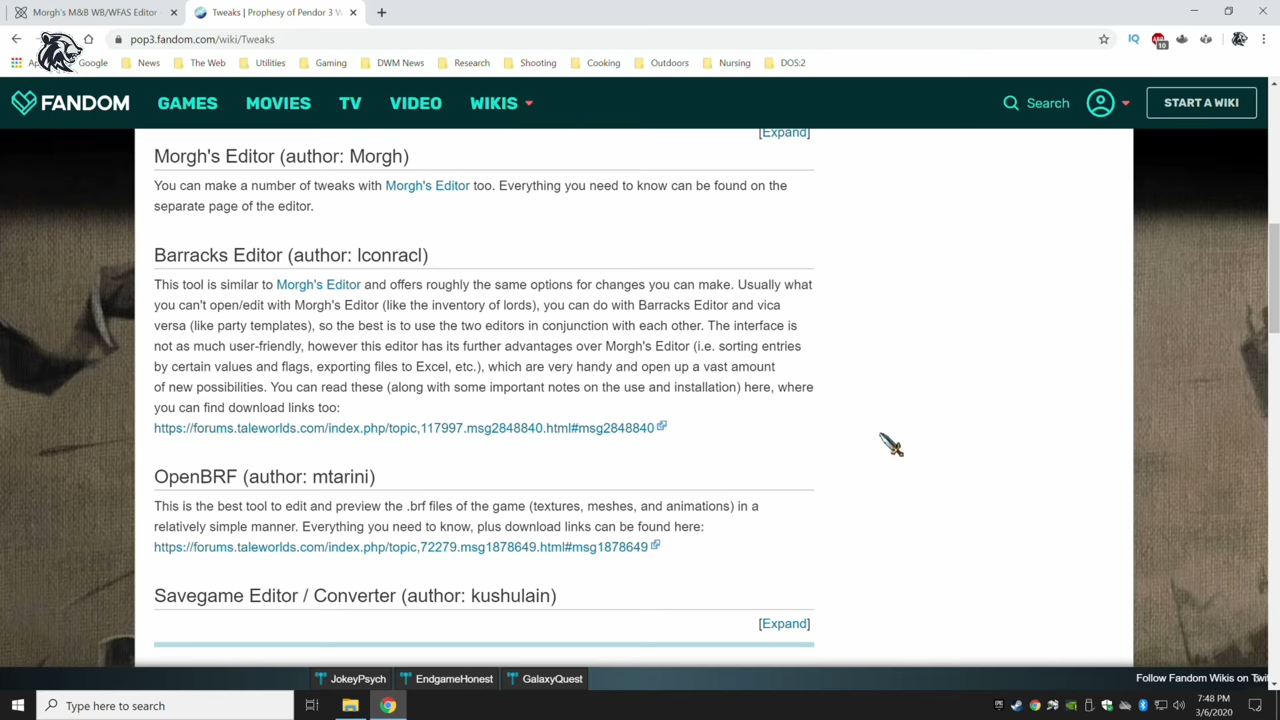 Morgh's M&B WB/WFAS Editor
Tweaks | Prophesy of Pendor 3 W
pop3.fandom.com/wiki/Tweaks
IQ
10
Google
News
The Web
Utilities
Gaming
DWM News
Research
Shooting
Cooking
Outdoors
Nursing
DOS:2
FANDOM
GAMES
MOVIES
TV
VIDEO
WIKIS
Search
START A WIKI
[Expand]
Morgh's Editor (author: Morgh)
You can make a number of tweaks with Morgh's Editor too. Everything you need to know can be found on the
separate page of the editor.
Barracks Editor (author: lconracl)
This tool is similar to Morgh's Editor and offers roughly the same options for changes you can make. Usually what
you can't open/edit with Morgh's Editor (like the inventory of lords), you can do with Barracks Editor and vica
versa (like party templates), so the best is to use the two editors in conjunction with each other. The interface is
not as much user-friendly, however this editor has its further advantages over Morgh's Editor (i.e. sorting entries
by certain values and flags, exporting files to Excel, etc.), which are very handy and open up a vast amount
of new possibilities. You can read these (along with some important notes on the use and installation) here, where
you can find download links too:
https://forums.taleworlds.com/index.php/topic,117997.msg2848840.html#msg2848840
OpenBRF (author: mtarini)
This is the best tool to edit and preview the .brf files of the game (textures, meshes, and animations) in a
relatively simple manner. Everything you need to know, plus download links can be found here:
https://forums.taleworlds.com/index.php/topic,72279.msg1878649.html#msg1878649
Savegame Editor / Converter (author: kushulain)
[Expand]
JokeyPsych
EndgameHonest
GalaxyQuest
Follow Fandom Wikis on Twit
Type here to search
7:48 PM
3/6/2020